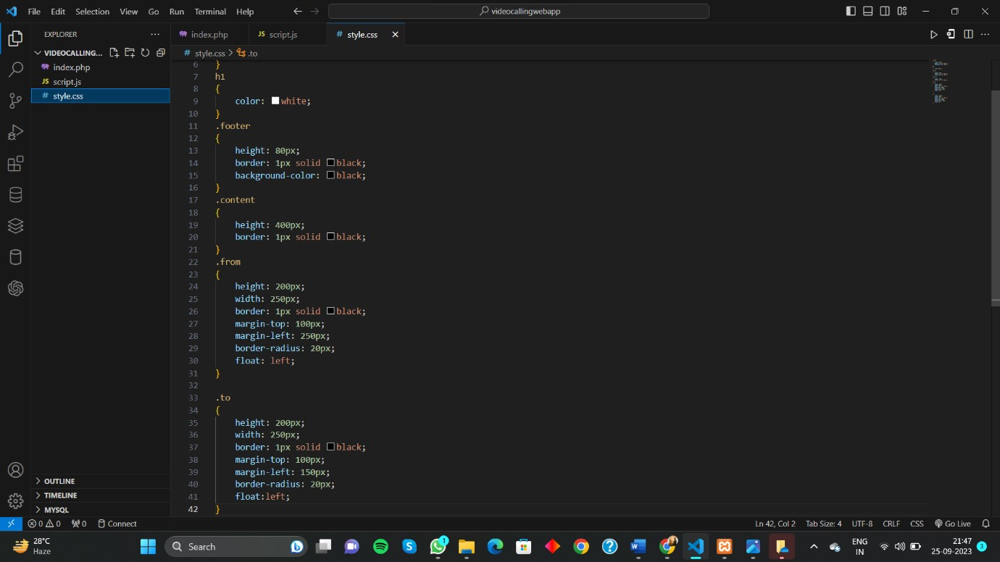 File Edit Selection View Go Run Terminal Help
videocallingwebapp
EXPLORER
VIDEOCALLING...
index.php
script.js
style.css
OUTLINE
TIMELINE
MYSQL
index.php
JS script.js
# style.css
# style.css > .to
6 }
7 h1
8 {
9 color: white;
10 }
11 .footer
12 {
13 height: 80px;
14 border: 1px solid black;
15 background-color: black;
16 }
17 .content
18 {
19 height: 400px;
20 border: 1px solid black;
21 }
22 .from
23 {
24 height: 200px;
25 width: 250px;
26 border: 1px solid black;
27 margin-top: 100px;
28 margin-left: 250px;
29 border-radius: 20px;
30 float: left;
31 }
32
33 .to
34 {
35 height: 200px;
36 width: 250px;
37 border: 1px solid black;
38 margin-top: 100px;
39 margin-left: 150px;
40 border-radius: 20px;
41 float:left;
42 }
0 0 0 Connect
Ln 42, Col 2 Tab Size: 4 UTF-8 CRLF CSS Go Live
28°C
Haze
Search
1
ENG
IN
21:47
25-09-2023
3